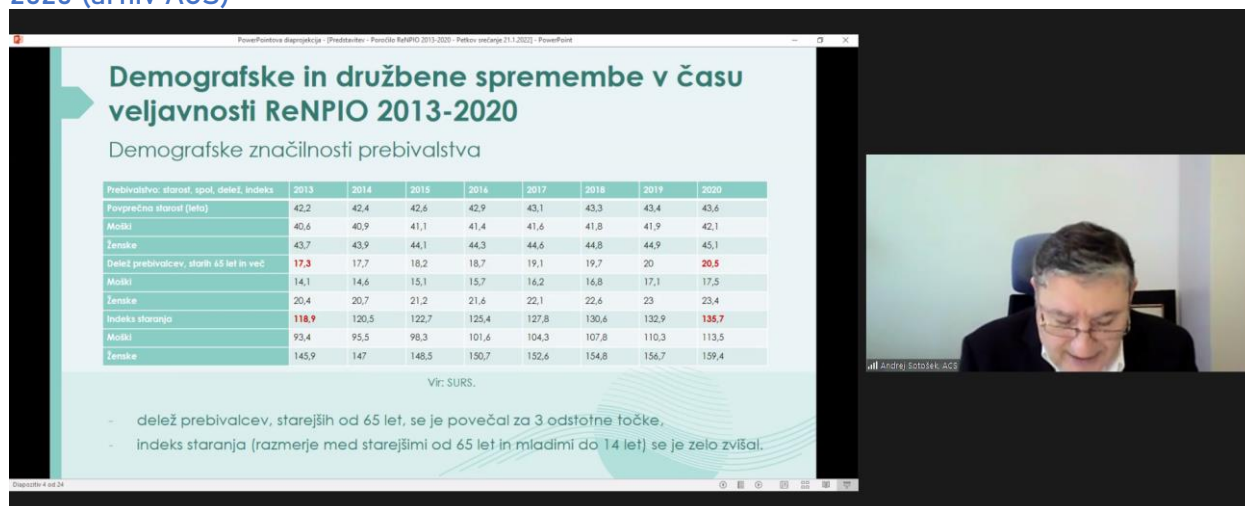 2020 (arhiv ACS)
PowerPointova diaprojekcija - [Predstavitev - Poročilo ReNPIO 2013-2020 - Petkov srečanje 21.1.2022] - PowerPoint
Demografske in družbene spremembe v času
veljavnosti ReNPIO 2013-2020
Demografske značilnosti prebivalstva
Prebivalstvo: starost, spol, delež, indeks 2013 2014 2015 2016 2017 2018 2019 2020
Povprečna starost (leta) 42,2 42,4 42,6 42,9 43,1 43,3 43,4 43,6
Moški 40,6 40,9 41,1 41,4 41,6 41,8 41,9 42,1
Ženske 43,7 43,9 44,1 44,3 44,6 44,8 44,9 45,1
Delež prebivalcev, starih 65 let in več 17,3 17,7 18,2 18,7 19,1 19,7 20 20,5
Moški 14,1 14,6 15,1 15,7 16,2 16,8 17,1 17,5
Ženske 20,4 20,7 21,2 21,6 22,1 22,6 23 23,4
Indeks staranja 118,9 120,5 122,7 125,4 127,8 130,6 132,9 135,7
Moški 93,4 95,5 98,3 101,6 104,3 107,8 110,3 113,5
Ženske 145,9 147 148,5 150,7 152,6 154,8 156,7 159,4
Vir: SURS.
- delež prebivalcev, starejših od 65 let, se je povečal za 3 odstotne točke,
- indeks staranja (razmerje med starejšimi od 65 let in mladimi do 14 let) se je zelo zvišal.
Diapozitiv 4 od 24
Andrej Sotošek, ACS